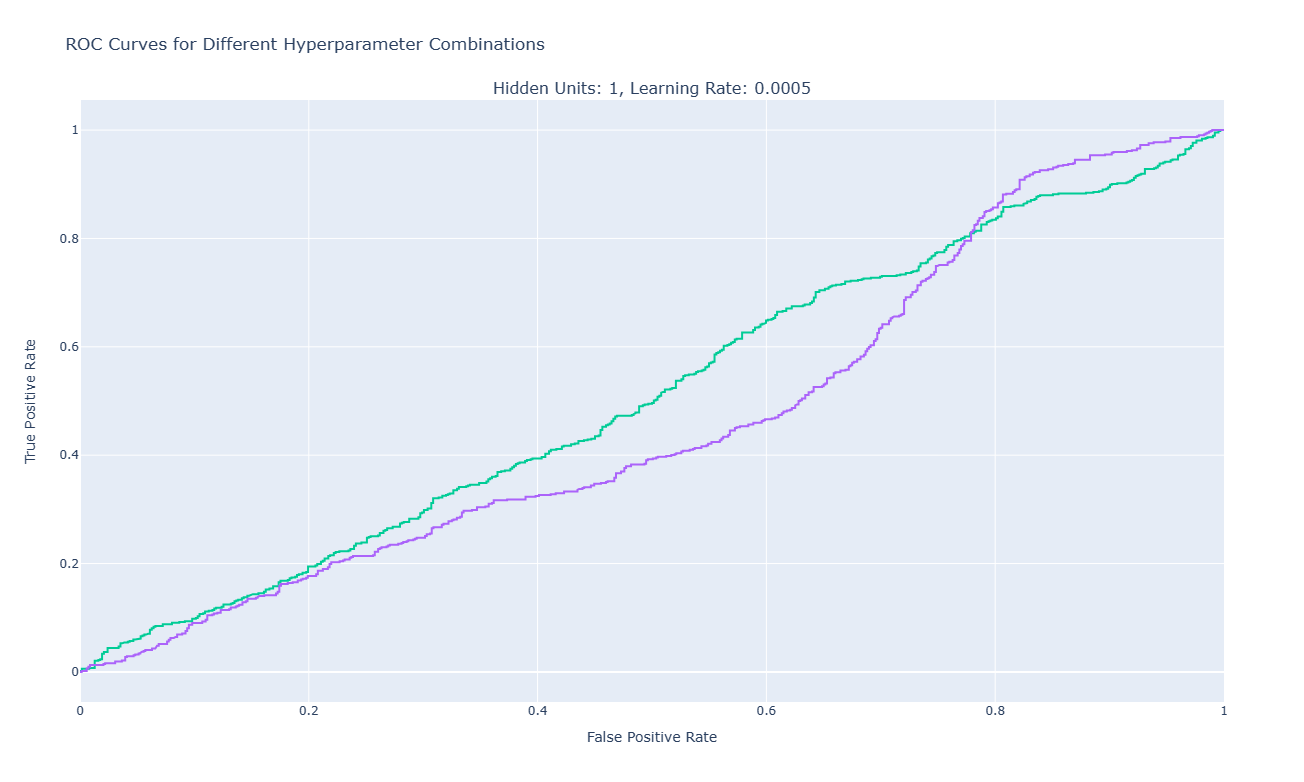 ROC Curves for Different Hyperparameter Combinations
Hidden Units: 1, Learning Rate: 0.0005
1
0.8
0.6
0.4
0.2
0
True Positive Rate
0 0.2 0.4 0.6 0.8 1
False Positive Rate